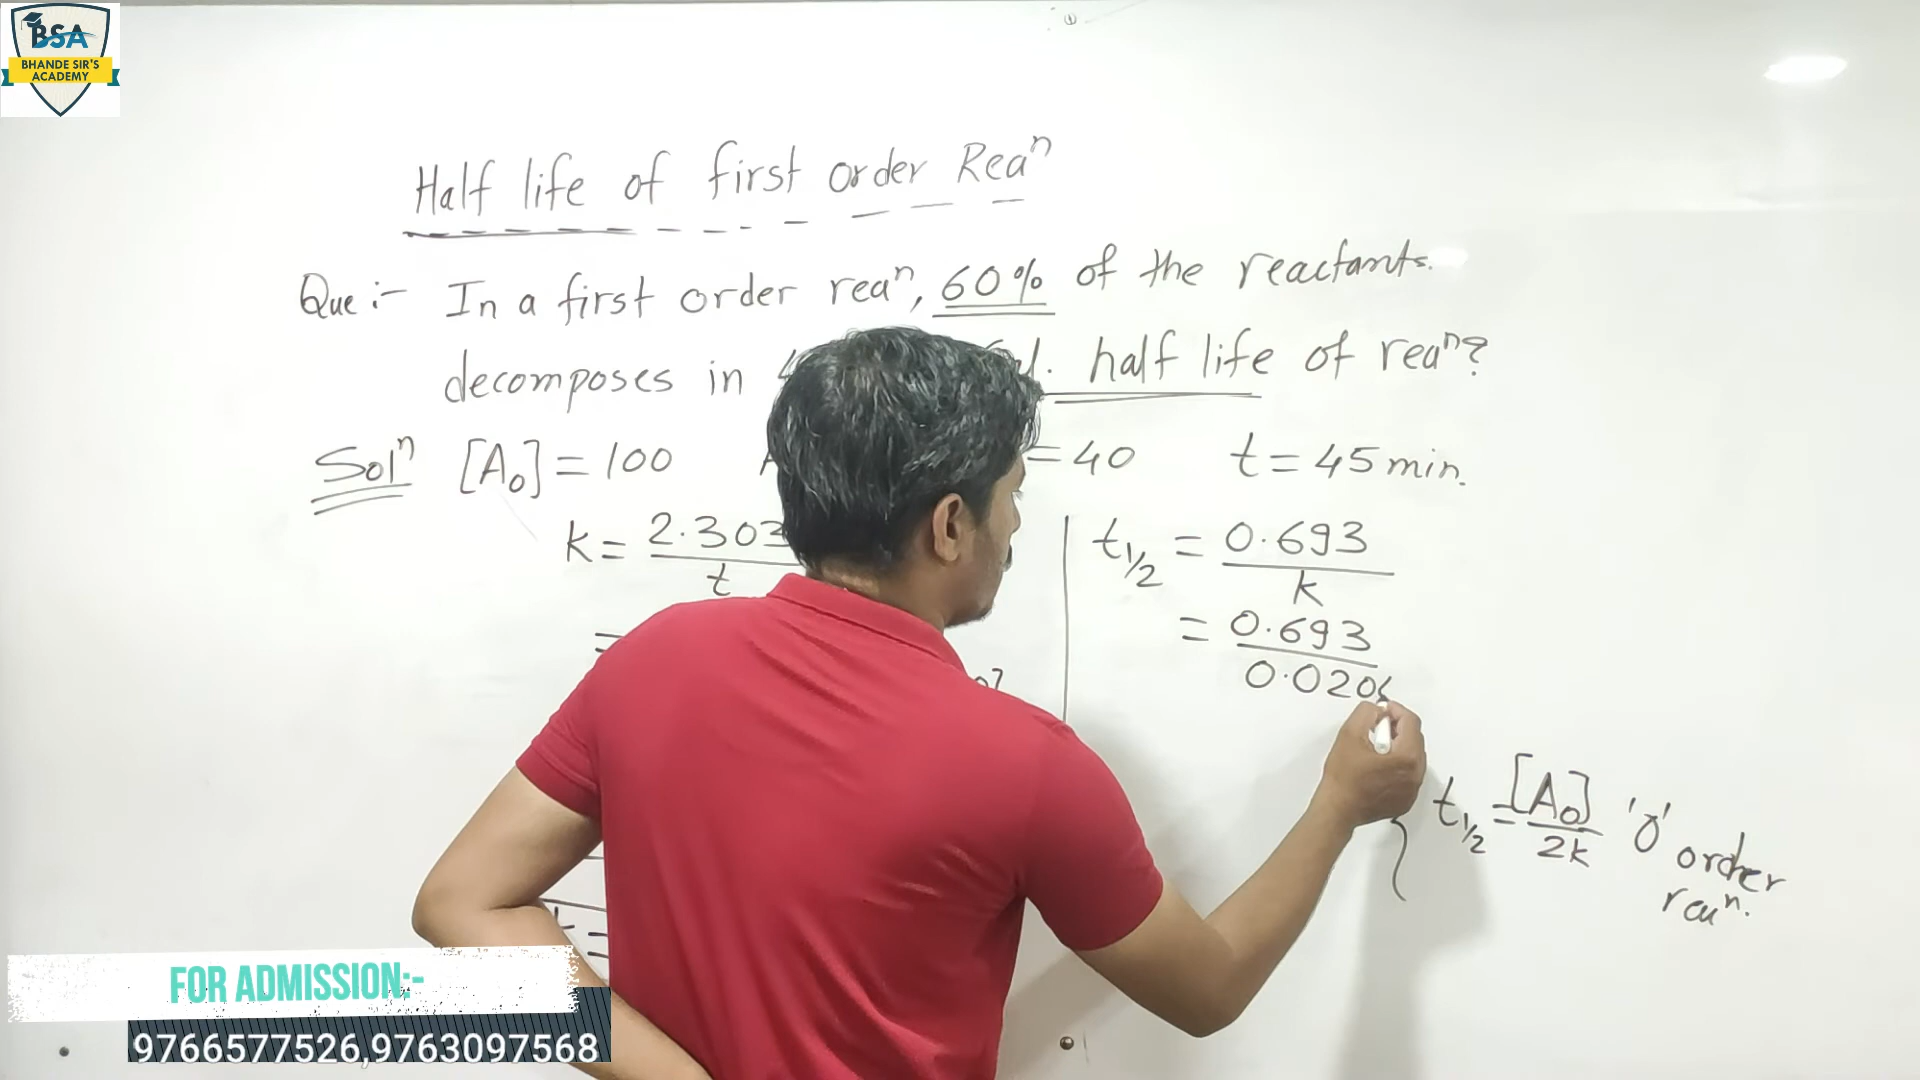 BSA
BHANDE SIR'S
ACADEMY
Half life of first order Reaⁿ
Que :- In a first order reaⁿ, 60% of the reactants.
decomposes in half life of reaⁿ?
Solⁿ [A₀] = 100 = 40 t = 45 min.
k = 2.303
t
t1/2 = 0.693
k
= 0.693
0.020
t1/2 = [A₀] '0' order
2k reaⁿ.
FOR ADMISSION:-
9766577526,9763097568